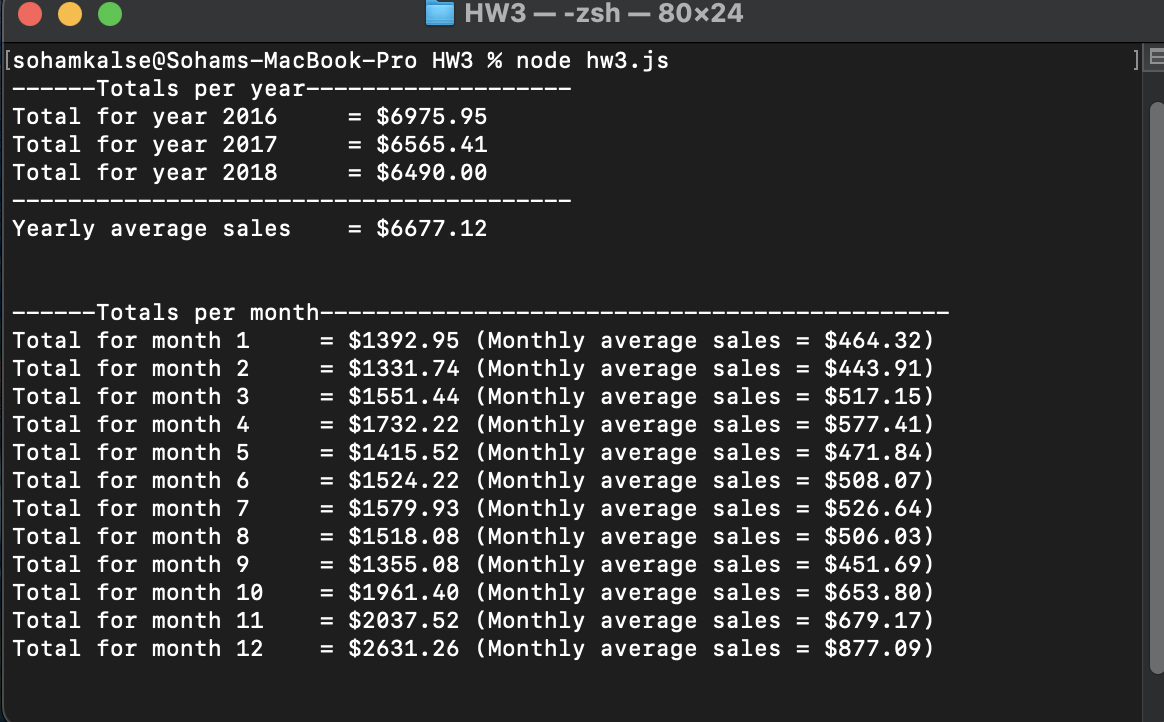 HW3 — -zsh — 80×24
[sohamkalse@Sohams-MacBook-Pro HW3 % node hw3.js ]
------Totals per year-------------------
Total for year 2016     = $6975.95
Total for year 2017     = $6565.41
Total for year 2018     = $6490.00
----------------------------------------
Yearly average sales    = $6677.12
------Totals per month---------------------------------------------
Total for month 1     = $1392.95 (Monthly average sales = $464.32)
Total for month 2     = $1331.74 (Monthly average sales = $443.91)
Total for month 3     = $1551.44 (Monthly average sales = $517.15)
Total for month 4     = $1732.22 (Monthly average sales = $577.41)
Total for month 5     = $1415.52 (Monthly average sales = $471.84)
Total for month 6     = $1524.22 (Monthly average sales = $508.07)
Total for month 7     = $1579.93 (Monthly average sales = $526.64)
Total for month 8     = $1518.08 (Monthly average sales = $506.03)
Total for month 9     = $1355.08 (Monthly average sales = $451.69)
Total for month 10    = $1961.40 (Monthly average sales = $653.80)
Total for month 11    = $2037.52 (Monthly average sales = $679.17)
Total for month 12    = $2631.26 (Monthly average sales = $877.09)